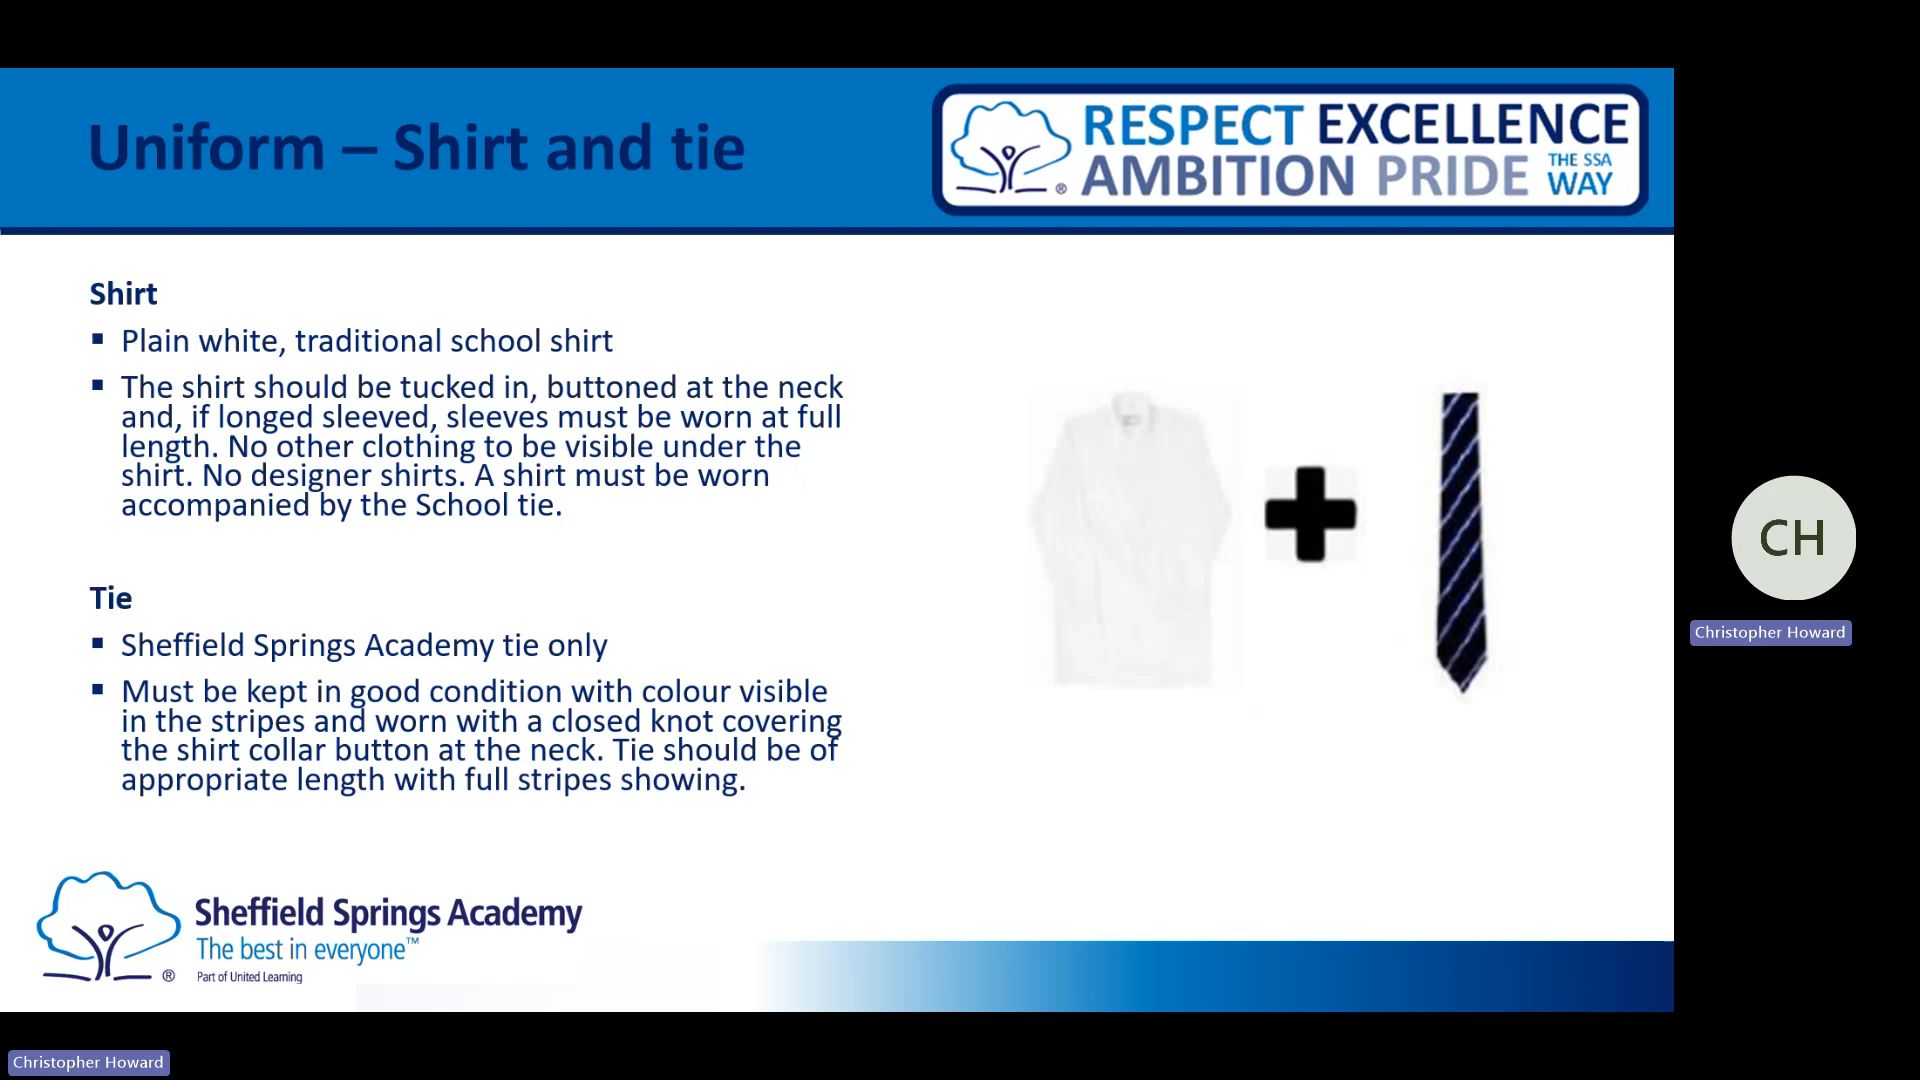 Uniform – Shirt and tie
RESPECT EXCELLENCE
AMBITION PRIDE THE SSA WAY
®
Shirt
▪ Plain white, traditional school shirt
▪ The shirt should be tucked in, buttoned at the neck
and, if longed sleeved, sleeves must be worn at full
length. No other clothing to be visible under the
shirt. No designer shirts. A shirt must be worn
accompanied by the School tie.
Tie
▪ Sheffield Springs Academy tie only
▪ Must be kept in good condition with colour visible
in the stripes and worn with a closed knot covering
the shirt collar button at the neck. Tie should be of
appropriate length with full stripes showing.
CH
Christopher Howard
Sheffield Springs Academy
The best in everyone™
® Part of United Learning
Christopher Howard